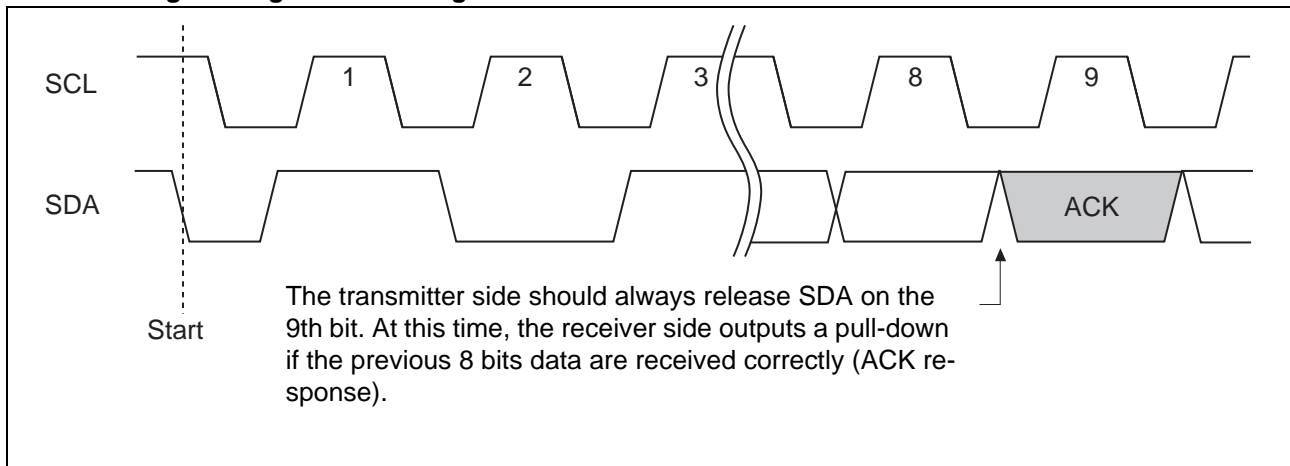 SCL
1
2
3
8
9
SDA
ACK
Start
The transmitter side should always release SDA on the
9th bit. At this time, the receiver side outputs a pull-down
if the previous 8 bits data are received correctly (ACK re-
sponse).